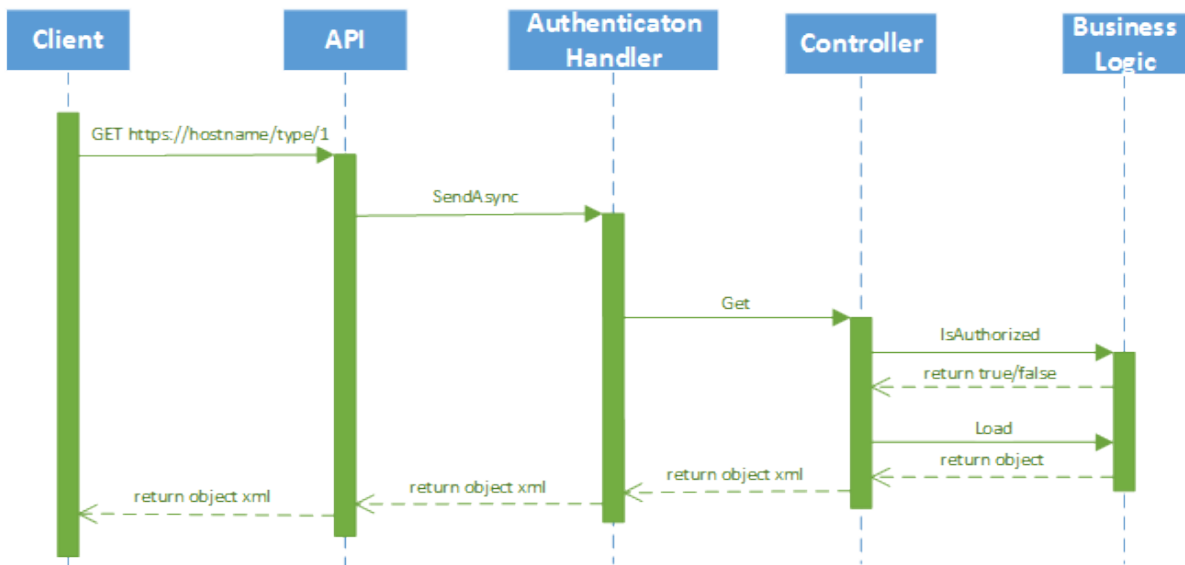 Client
API
Authenticaton
Handler
Controller
Business
Logic
GET https://hostname/type/1
SendAsync
Get
IsAuthorized
return true/false
Load
return object
return object xml
return object xml
return object xml